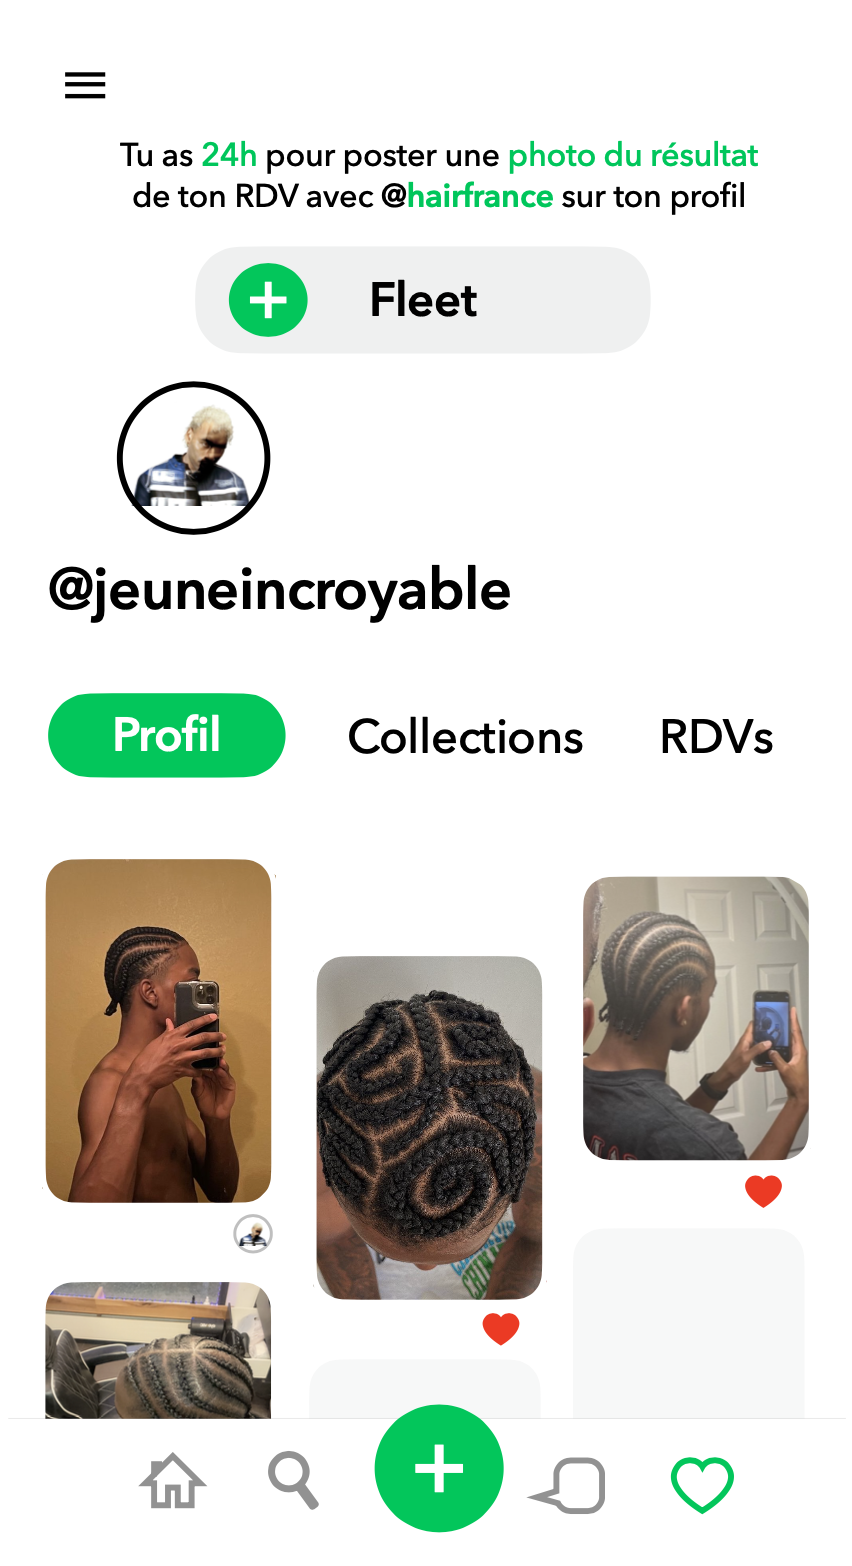 Tu as 24h pour poster une photo du résultat
de ton RDV avec @hairfrance sur ton profil
Fleet
@jeuneincroyable
Profil
Collections
RDVs